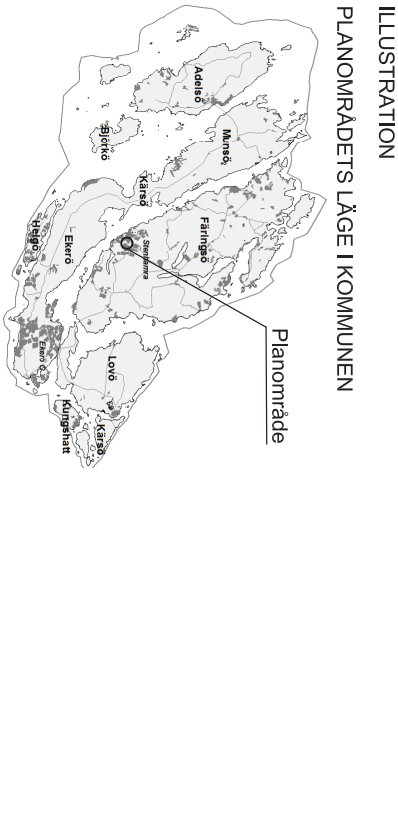 ILLUSTRATION
PLANOMRÅDETS LÄGE I KOMMUNEN
Planområde
Adelsö
Munsö
Björkö
Kärsö
Färingsö
Stenhamra
Helgö
Ekerö
Ekerö C
Lovö
Kärsö
Kungshatt